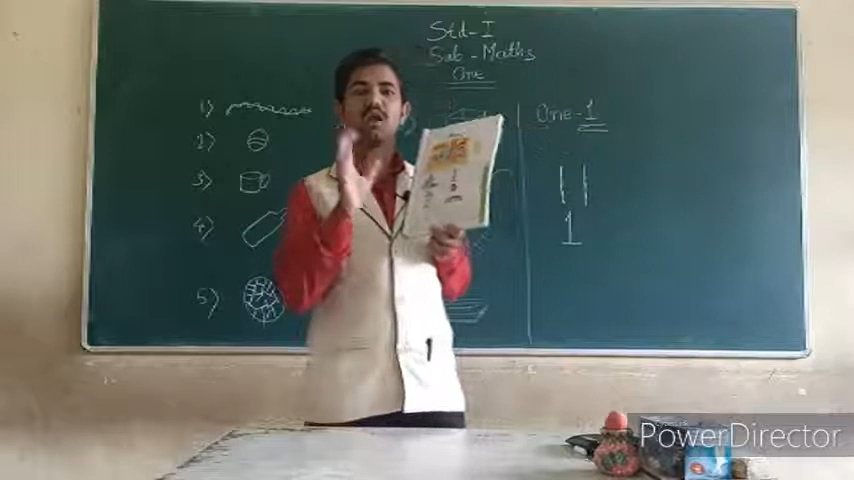 Std-I
Sub-Maths
One
1)
2)
3)
4)
5)
One-1
1
PowerDirector